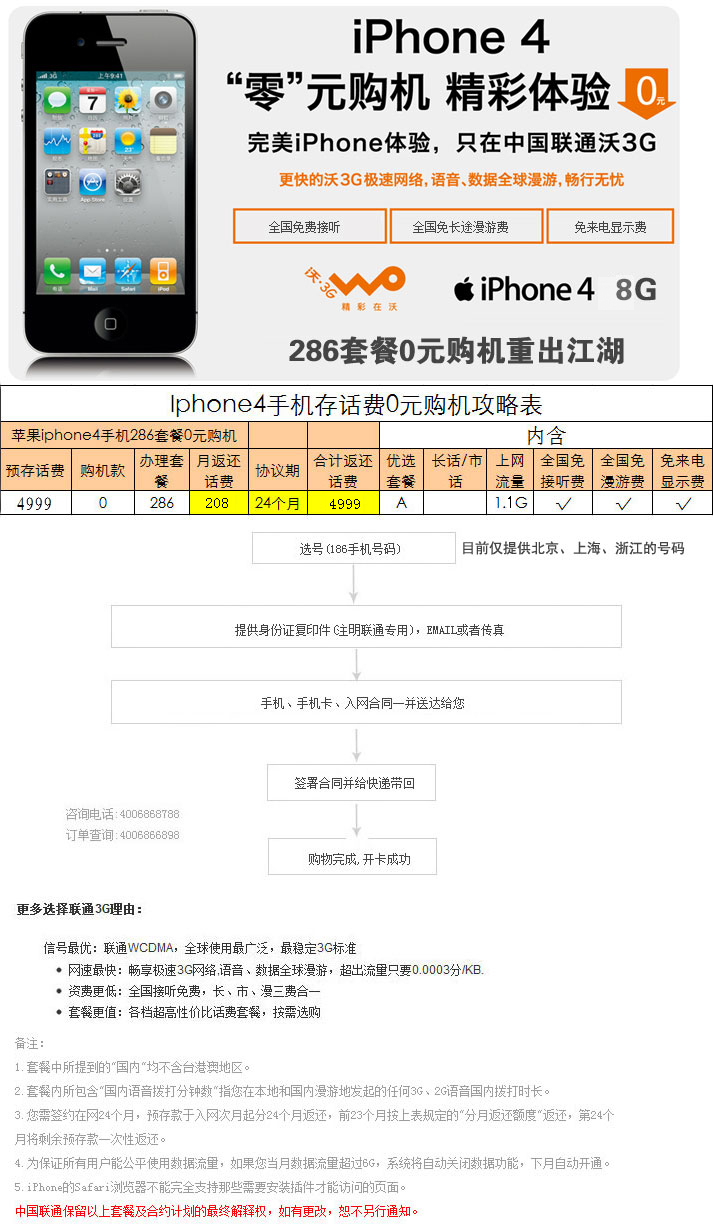 iPhone 4
“零”元购机 精彩体验 0元
完美iPhone体验，只在中国联通沃3G
更快的沃3G极速网络,语音、数据全球漫游,畅行无忧
全国免费接听 全国免长途漫游费 免来电显示费
沃·3G WO
精彩在沃
iPhone 4 8G
286套餐0元购机重出江湖
3G 上午9:41
7
App Store
电话 Mail Safari iPod
Iphone4手机存话费0元购机攻略表
苹果iphone4手机286套餐0元购机 内含
预存话费 购机款 办理套餐 月返还话费 协议期 合计返还话费 优选套餐 长话/市话 上网流量 全国免接听费 全国免漫游费 免来电显示费
4999 0 286 208 24个月 4999 A 1.1G √ √ √
选号(186手机号码) 目前仅提供北京、上海、浙江的号码
提供身份证复印件(注明联通专用)，EMAIL或者传真
手机、手机卡、入网合同一并送达给您
签署合同并给快递带回
咨询电话:4006868788
订单查询:4006866898
购物完成,开卡成功
更多选择联通3G理由：
信号最优：联通WCDMA，全球使用最广泛，最稳定3G标准
• 网速最快：畅享极速3G网络,语音、数据全球漫游，超出流量只要0.0003分/KB.
• 资费更低：全国接听免费，长、市、漫三费合一
• 套餐更值：各档超高性价比话费套餐，按需选购
备注：
1. 套餐中所提到的“国内”均不含台港澳地区。
2. 套餐内所包含“国内语音拨打分钟数”指您在本地和国内漫游地发起的任何3G、2G语音国内拨打时长。
3. 您需签约在网24个月，预存款于入网次月起分24个月返还，前23个月按上表规定的“分月返还额度”返还，第24个
月将剩余预存款一次性返还。
4. 为保证所有用户能公平使用数据流量，如果您当月数据流量超过6G，系统将自动关闭数据功能，下月自动开通。
5. iPhone的Safari浏览器不能完全支持那些需要安装插件才能访问的页面。
中国联通保留以上套餐及合约计划的最终解释权，如有更改，恕不另行通知。